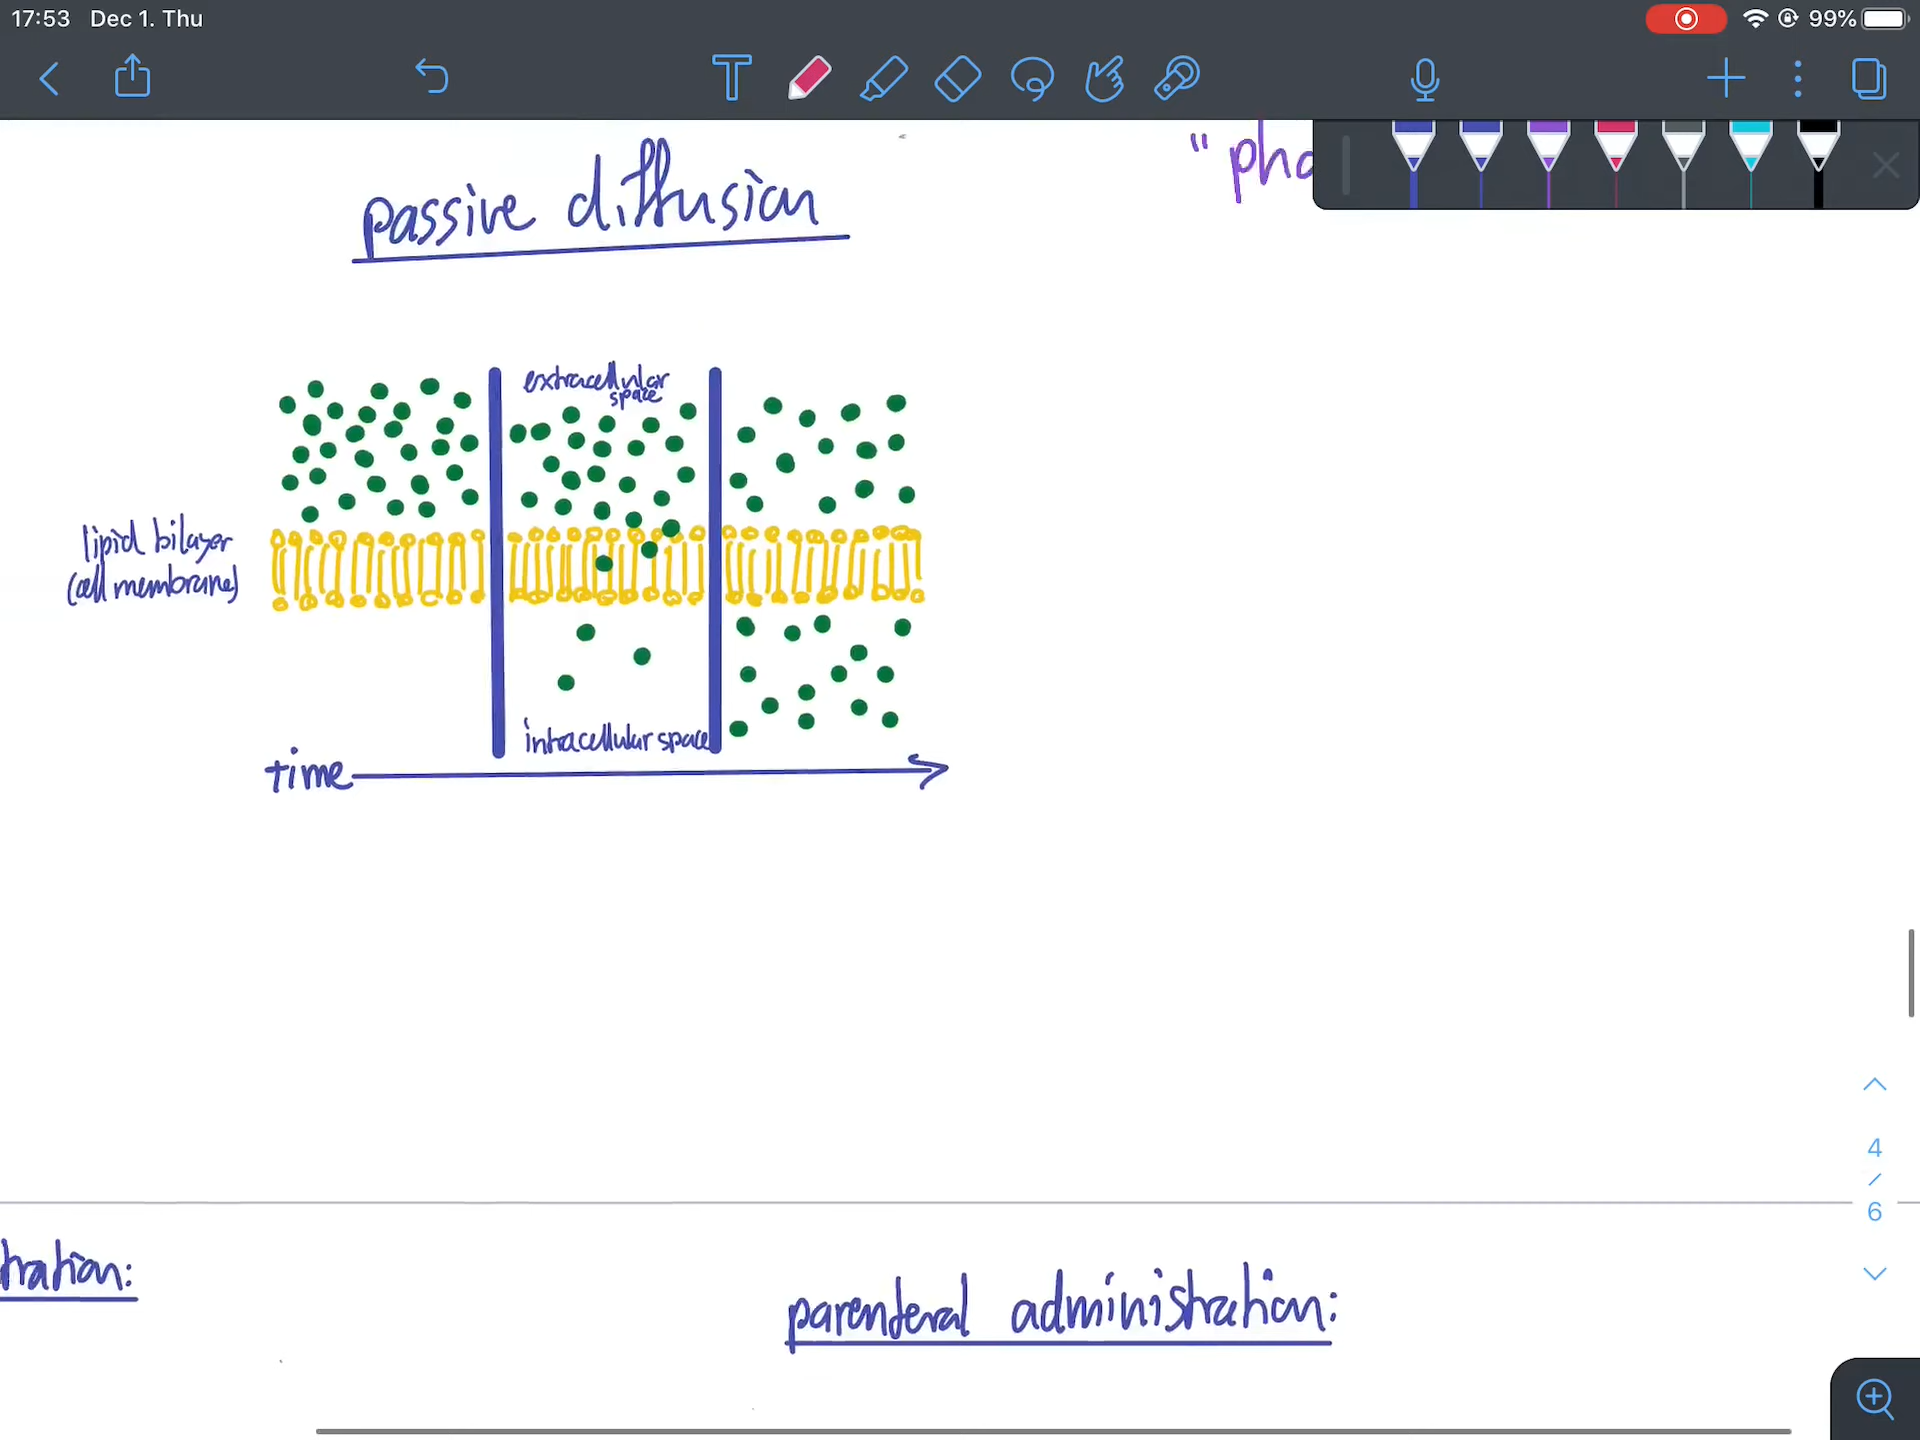 17:53 Dec 1. Thu
99%
passive diffusion
"pha
extracellular
space
lipid bilayer
(cell membrane)
intracellular space
time
4
/
6
tration:
parenteral administration: